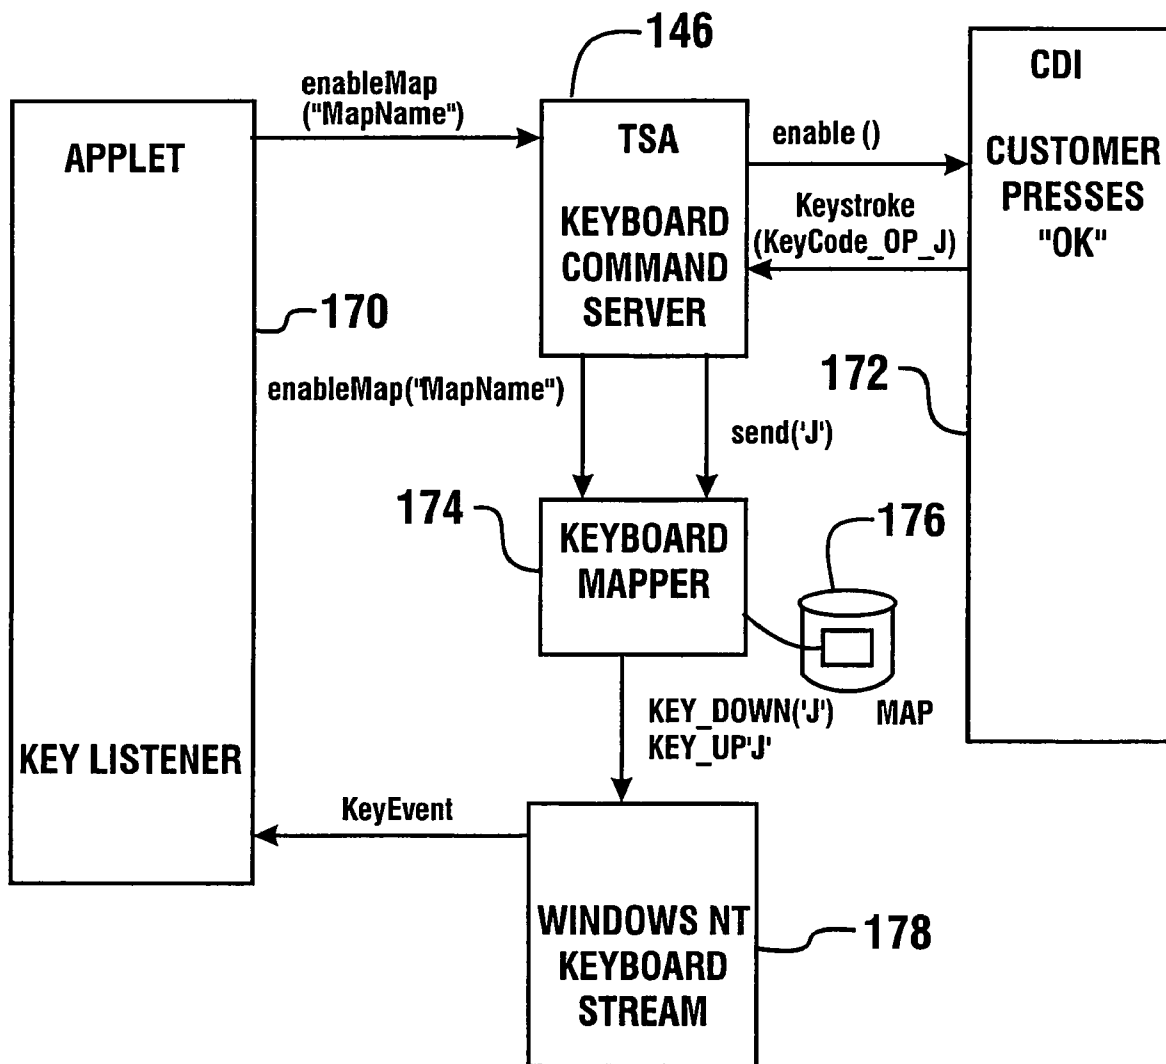 146
enableMap
("MapName")
APPLET
TSA
KEYBOARD
COMMAND
SERVER
enable ()
Keystroke
(KeyCode_OP_J)
CDI
CUSTOMER
PRESSES
"OK"
170
172
enableMap("MapName")
send('J')
174
KEYBOARD
MAPPER
176
MAP
KEY_DOWN('J')
KEY_UP'J'
KEY LISTENER
KeyEvent
WINDOWS NT
KEYBOARD
STREAM
178